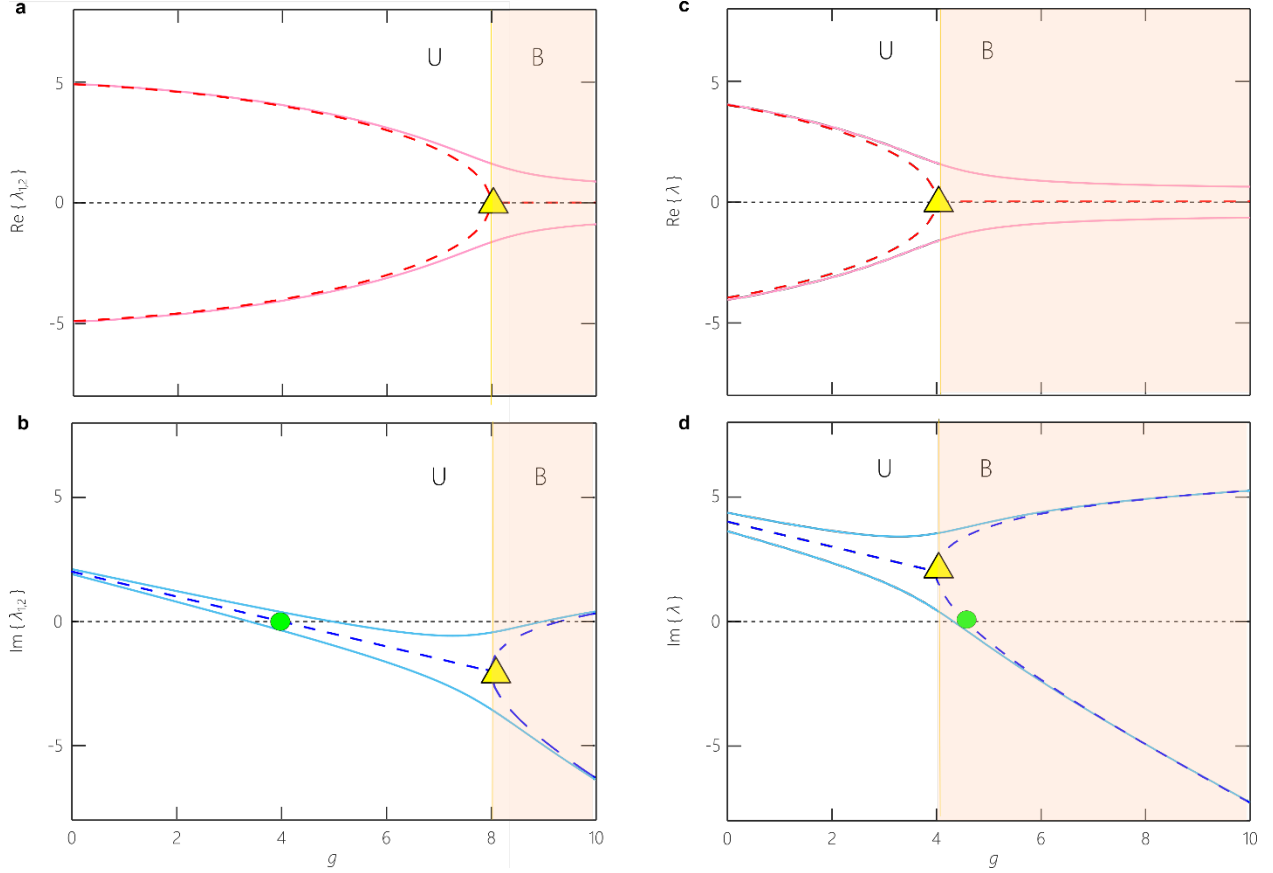 a
U B
5
0
-5
Re { λ1,2 }
b
U B
5
0
-5
Im { λ1,2 }
0 2 4 6 8 10
g
c
U B
5
0
-5
Re { λ }
d
U B
5
0
-5
Im { λ }
0 2 4 6 8 10
g